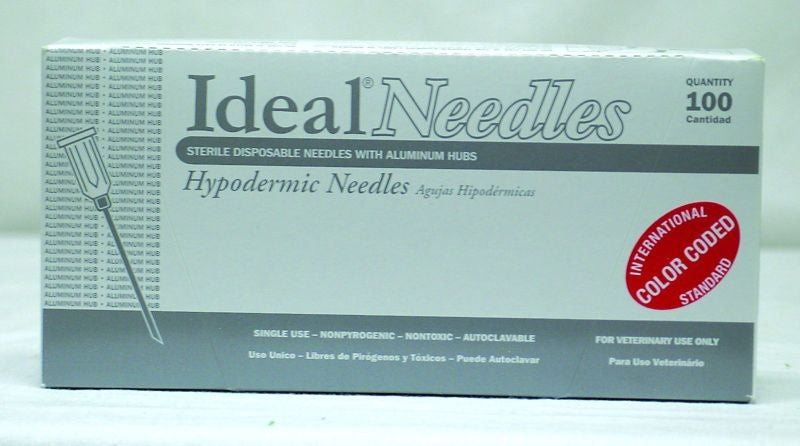 ALUMINUM HUB • ALUMINUM HUB
Ideal® Needles
QUANTITY
100
Cantidad
STERILE DISPOSABLE NEEDLES WITH ALUMINUM HUBS
Hypodermic Needles Agujas Hipodérmicas
INTERNATIONAL
COLOR CODED
STANDARD
SINGLE USE – NONPYROGENIC – NONTOXIC – AUTOCLAVABLE
Uso Unico – Libres de Pirógenos y Tóxicos – Puede Autoclavar
FOR VETERINARY USE ONLY
Para Uso Veterinário